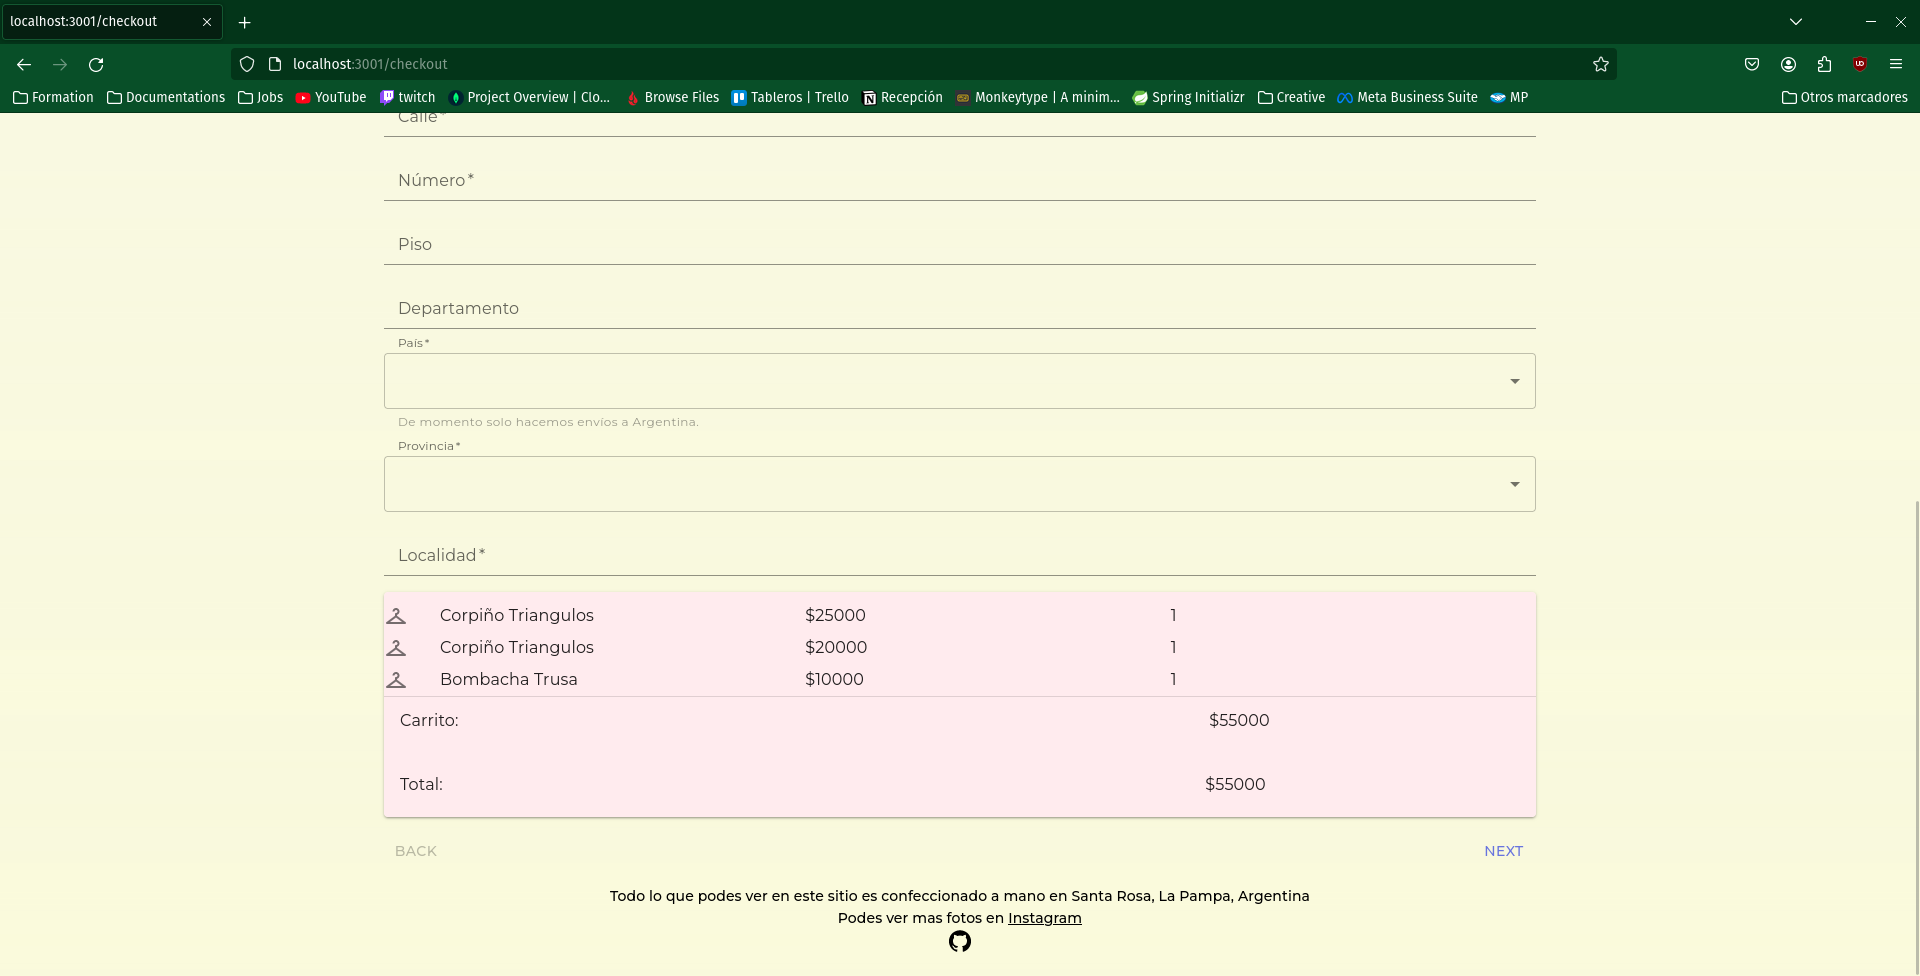 localhost:3001/checkout
localhost:3001/checkout
Formation Documentations Jobs YouTube twitch Project Overview | Clo... Browse Files Tableros | Trello Recepción Monkeytype | A minim... Spring Initializr Creative Meta Business Suite MP Otros marcadores
Calle*
Número*
Piso
Departamento
País*
De momento solo hacemos envíos a Argentina.
Provincia*
Localidad*
Corpiño Triangulos $25000 1
Corpiño Triangulos $20000 1
Bombacha Trusa $10000 1
Carrito: $55000
Total: $55000
BACK NEXT
Todo lo que podes ver en este sitio es confeccionado a mano en Santa Rosa, La Pampa, Argentina
Podes ver mas fotos en Instagram